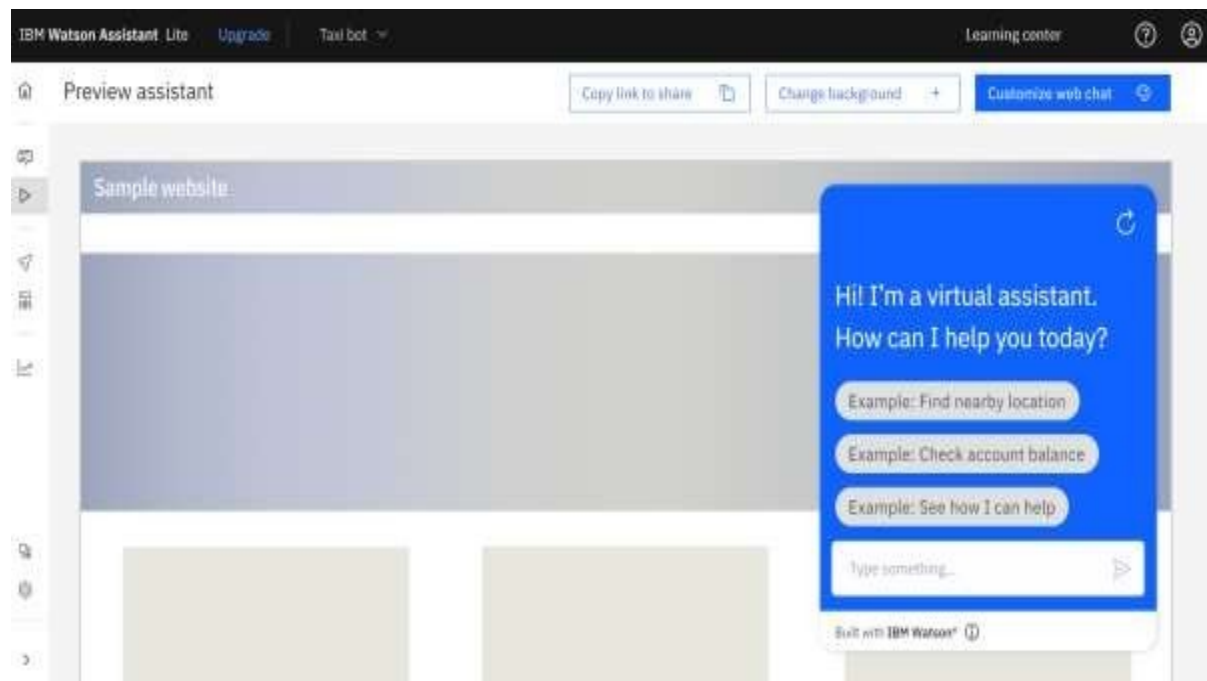 IBM Watson Assistant Lite Upgrade Taxi bot Learning center
Preview assistant Copy link to share Change background + Customize web chat
Sample website
Hi! I'm a virtual assistant.
How can I help you today?
Example: Find nearby location
Example: Check account balance
Example: See how I can help
Type something...
Built with IBM Watson®